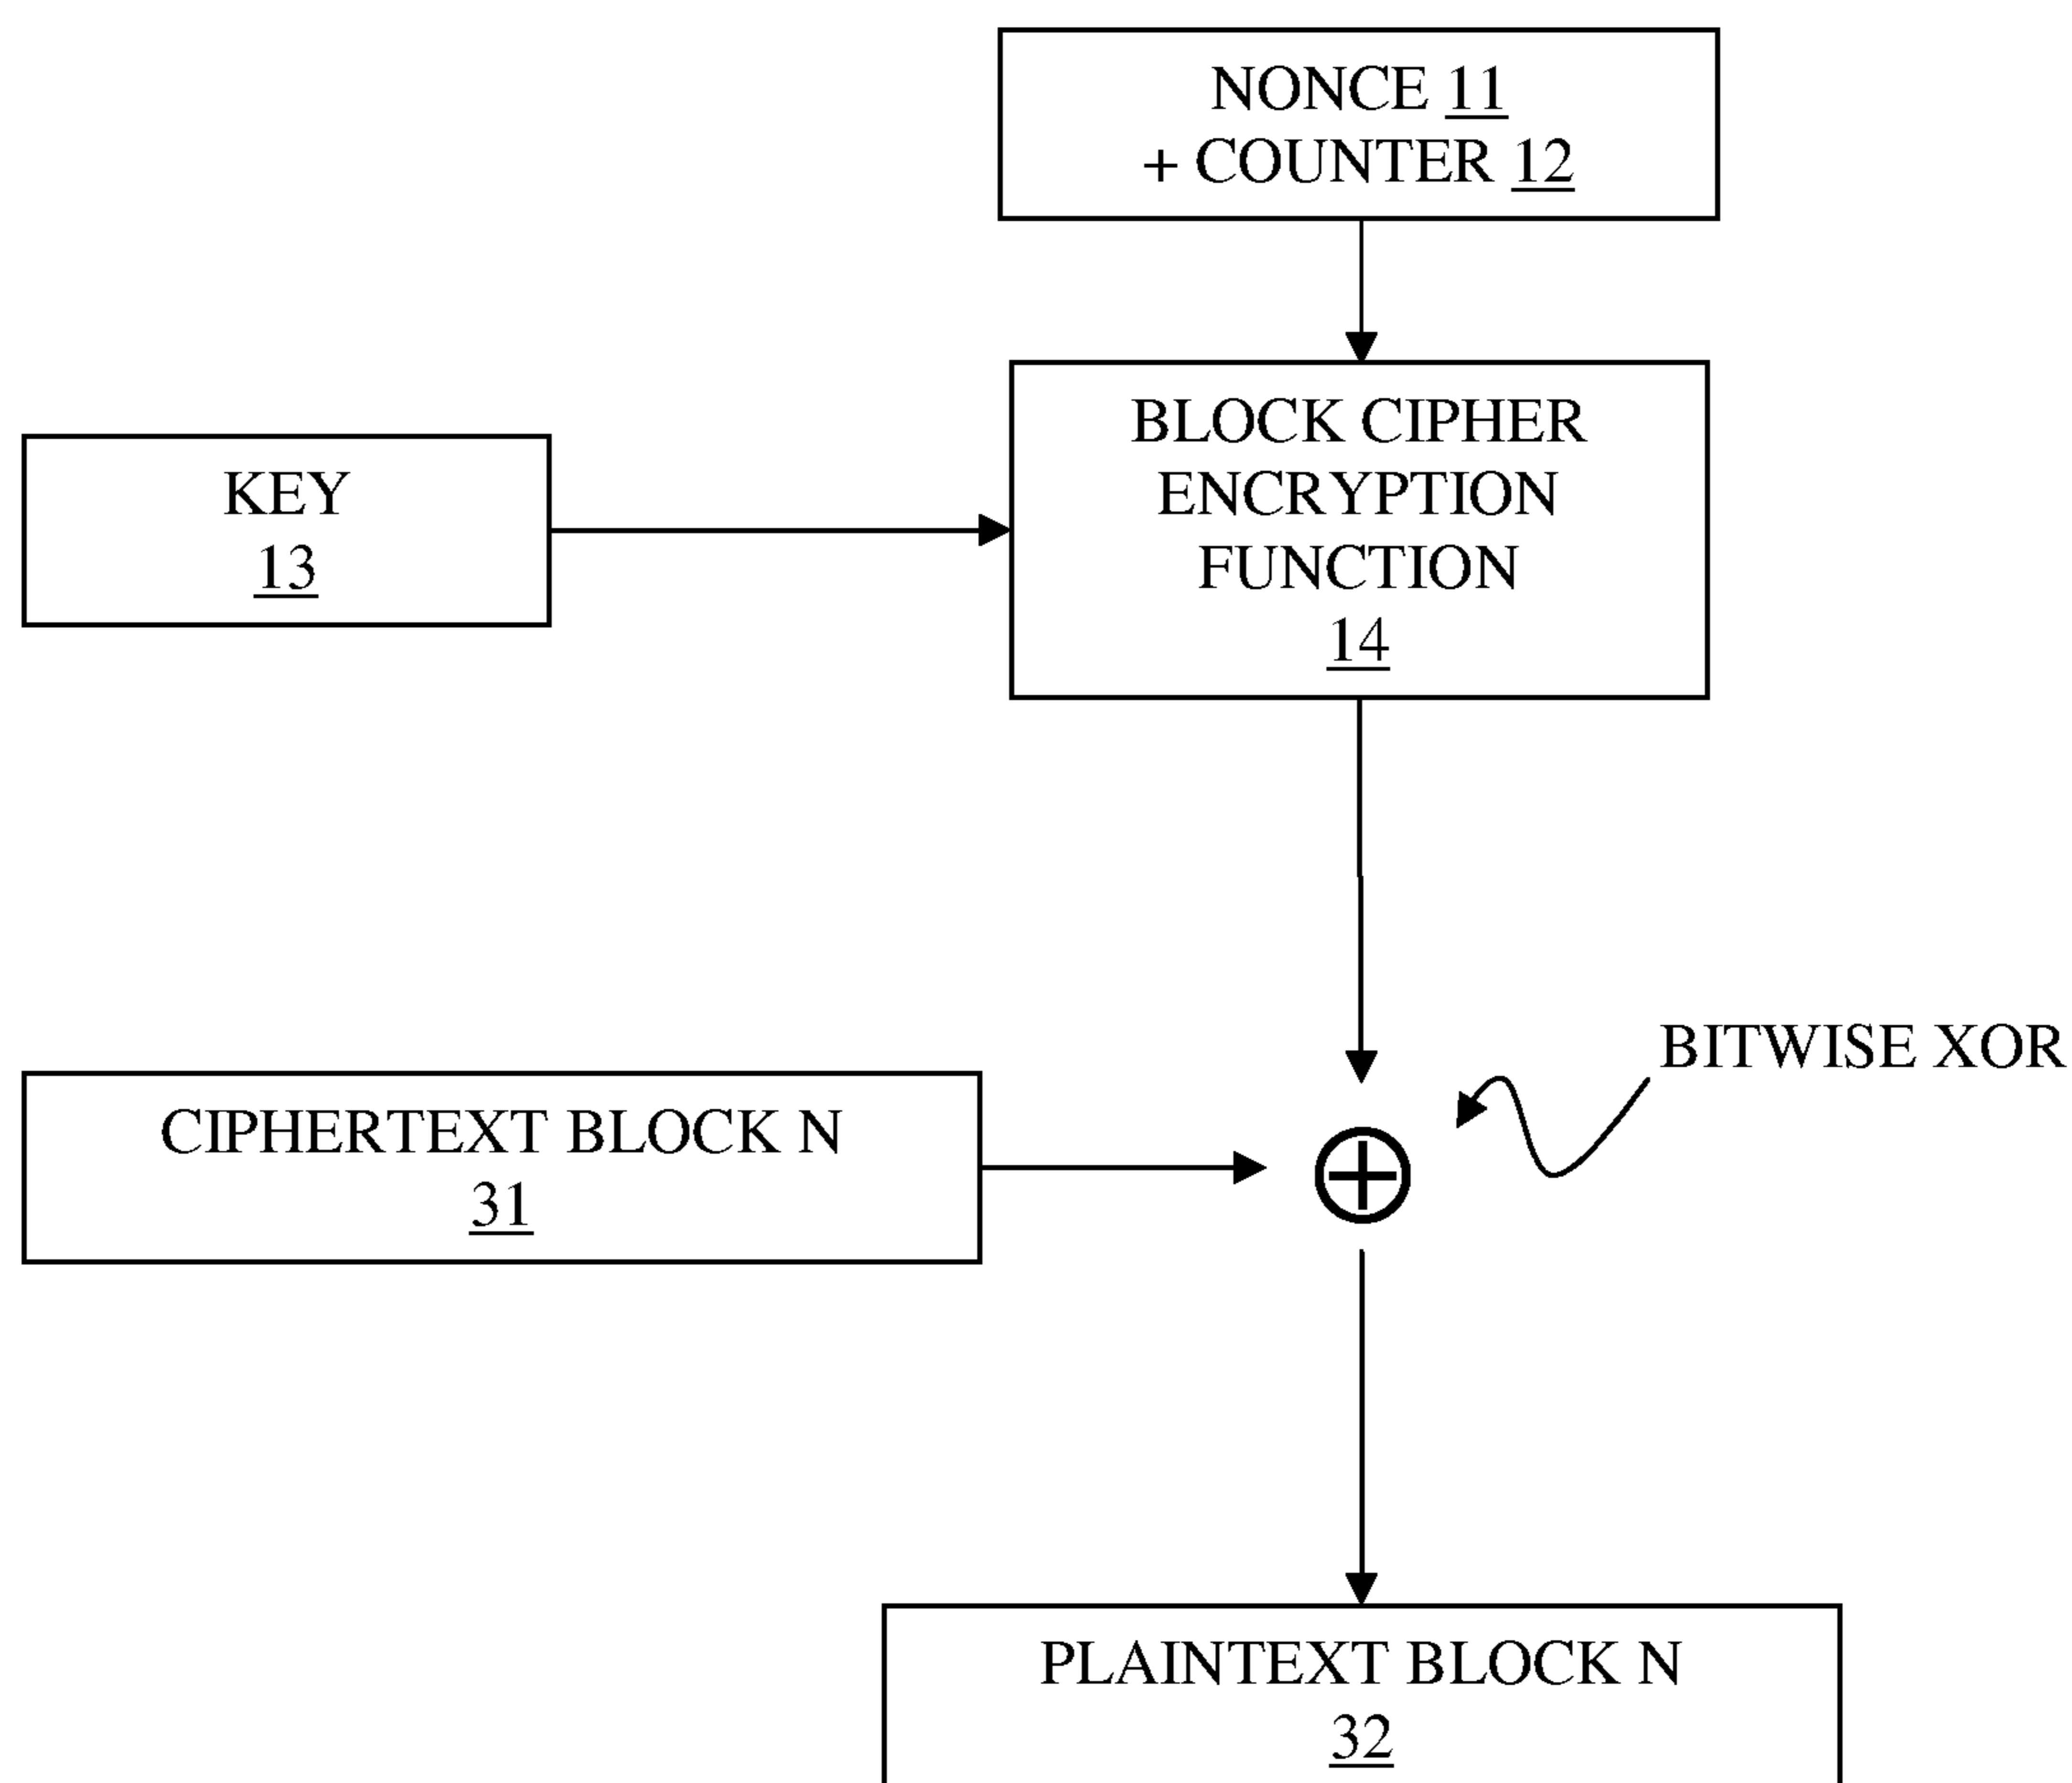 NONCE 11
+ COUNTER 12
BLOCK CIPHER
ENCRYPTION
FUNCTION
14
KEY
13
BITWISE XOR
CIPHERTEXT BLOCK N
31
PLAINTEXT BLOCK N
32